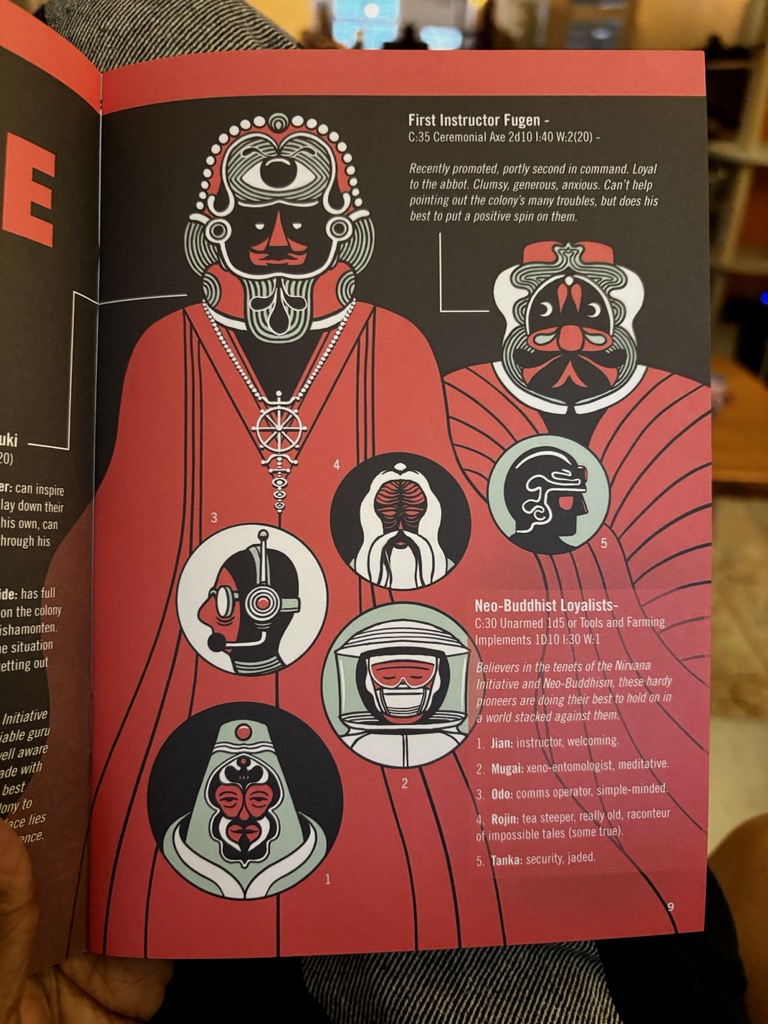 E
uki
20)
er: can inspire
lay down their
his own, can
hrough his
ide: has full
on the colony
ishamonten.
e situation
etting out
Initiative
iable guru
vell aware
ade with
best
lony to
face lies
ence.
First Instructor Fugen -
C:35 Ceremonial Axe 2d10 I:40 W:2(20) -
Recently promoted, portly second in command. Loyal
to the abbot. Clumsy, generous, anxious. Can't help
pointing out the colony's many troubles, but does his
best to put a positive spin on them.
4
3
5
2
1
Neo-Buddhist Loyalists-
C:30 Unarmed 1d5 or Tools and Farming
Implements 1D10 I:30 W:1
Believers in the tenets of the Nirvana
Initiative and Neo-Buddhism, these hardy
pioneers are doing their best to hold on in
a world stacked against them.
1. Jian: instructor, welcoming.
2. Mugai: xeno-entomologist, meditative.
3. Odo: comms operator, simple-minded.
4. Rojin: tea steeper, really old, raconteur
of impossible tales (some true).
5. Tanka: security, jaded.
9